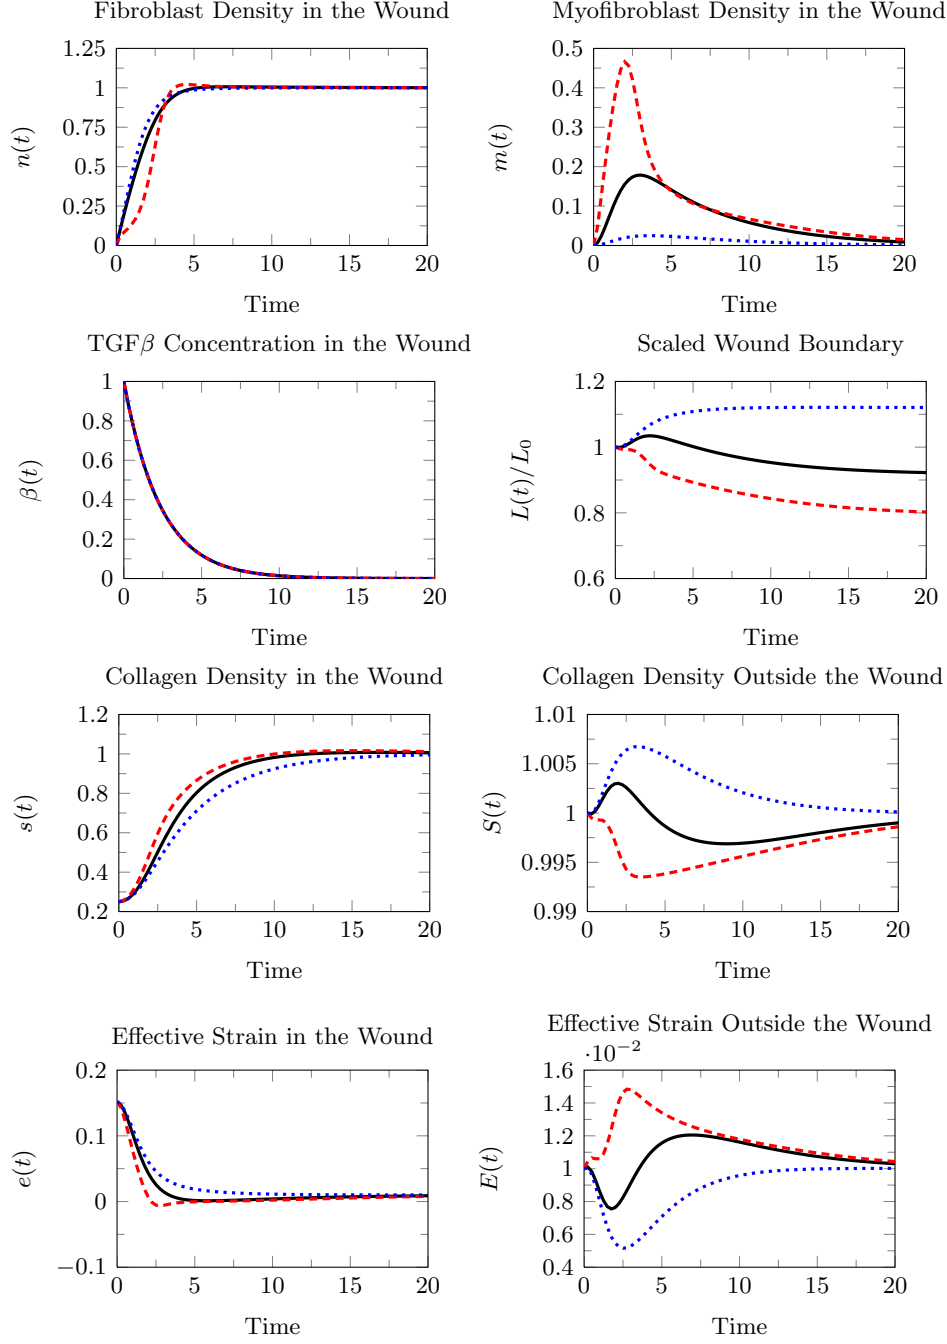 Fibroblast Density in the Wound
1.25
1
0.75
0.5
0.25
0
n(t)
0 5 10 15 20
Time
Myofibroblast Density in the Wound
0.5
0.4
0.3
0.2
0.1
0
m(t)
0 5 10 15 20
Time
TGFβ Concentration in the Wound
1
0.8
0.6
0.4
0.2
0
β(t)
0 5 10 15 20
Time
Scaled Wound Boundary
1.2
1
0.8
0.6
L(t)/L₀
0 5 10 15 20
Time
Collagen Density in the Wound
1.2
1
0.8
0.6
0.4
0.2
s(t)
0 5 10 15 20
Time
Collagen Density Outside the Wound
1.01
1.005
1
0.995
0.99
S(t)
0 5 10 15 20
Time
Effective Strain in the Wound
0.2
0.1
0
−0.1
e(t)
0 5 10 15 20
Time
Effective Strain Outside the Wound
·10⁻²
1.6
1.4
1.2
1
0.8
0.6
0.4
E(t)
0 5 10 15 20
Time